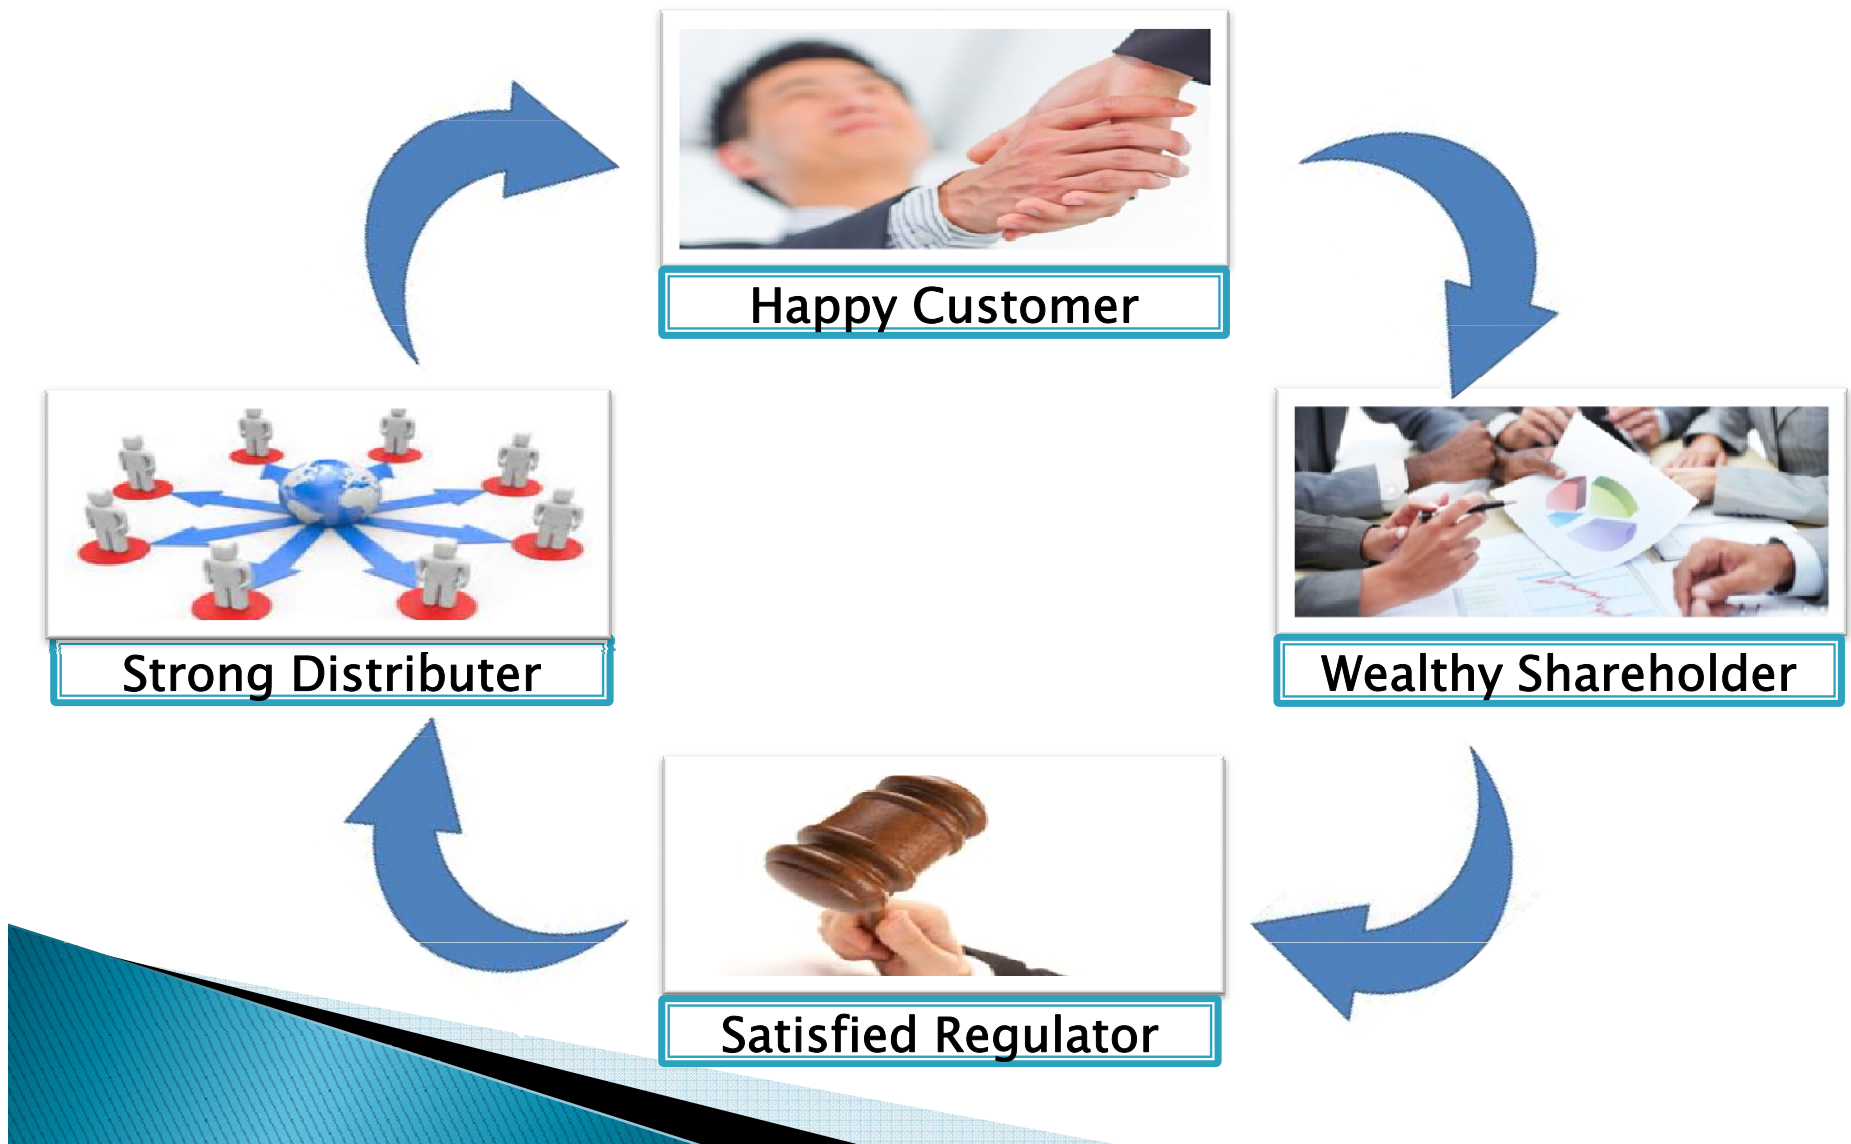 Happy Customer
Strong Distributer
Wealthy Shareholder
Satisfied Regulator